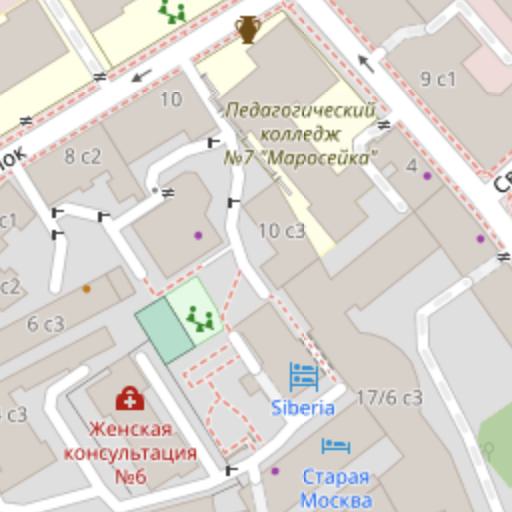 9 с1
10
Педагогический
колледж
№7 "Маросейка"
8 с2
4
с1
10 с3
с2
6 с3
Siberia
17/6 с3
с3
Женская
консультация
№6
Старая
Москва